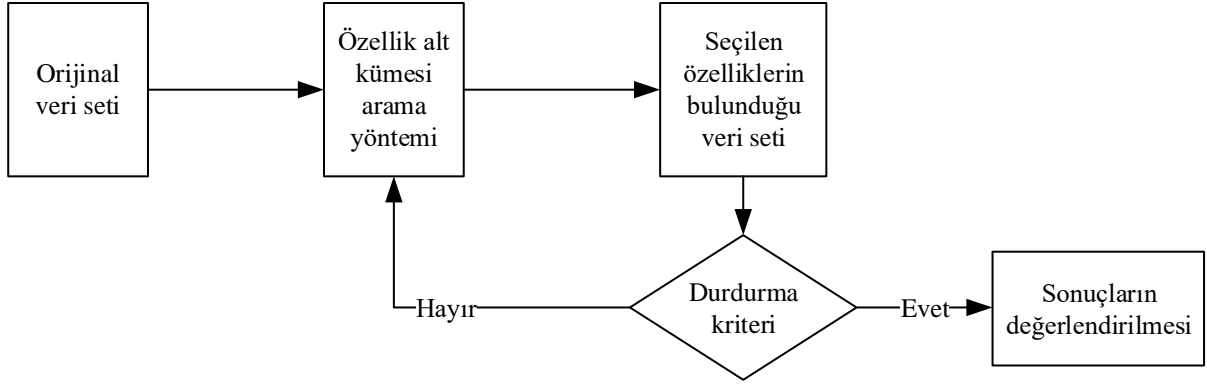 Orijinal
veri seti
Özellik alt
kümesi
arama
yöntemi
Seçilen
özelliklerin
bulunduğu
veri seti
Durdurma
kriteri
Hayır
Evet
Sonuçların
değerlendirilmesi